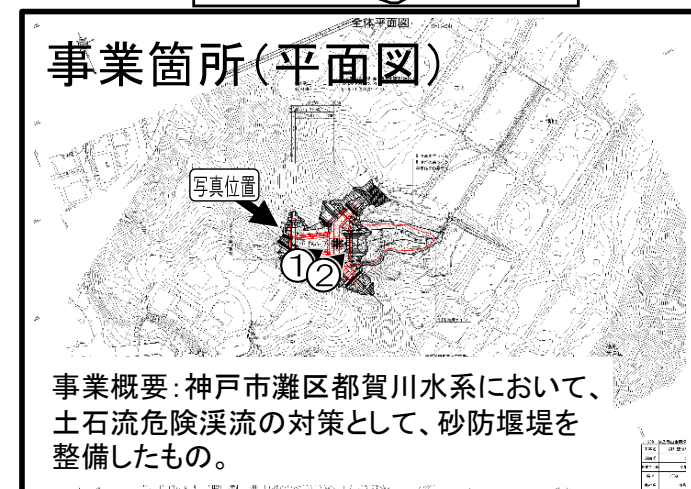 全体平面図
事業箇所(平面図)
写真位置
①②
事業概要:神戸市灘区都賀川水系において、
土石流危険渓流の対策として、砂防堰堤を
整備したもの。